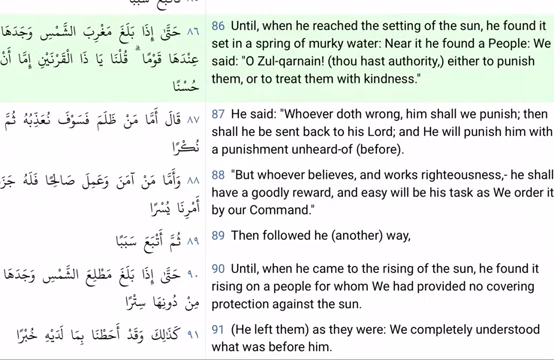 ٨٦ حَتَّىٰ إِذَا بَلَغَ مَغْرِبَ الشَّمْسِ وَجَدَهَا
عِنْدَهَا قَوْمًا ۗ قُلْنَا يَا ذَا الْقَرْنَيْنِ إِمَّا أَنْ
حُسْنًا
86 Until, when he reached the setting of the sun, he found it
set in a spring of murky water: Near it he found a People: We
said: "O Zul-qarnain! (thou hast authority,) either to punish
them, or to treat them with kindness."
٨٧ قَالَ أَمَّا مَنْ ظَلَمَ فَسَوْفَ نُعَذِّبُهُ ثُمَّ
نُكْرًا
87 He said: "Whoever doth wrong, him shall we punish; then
shall he be sent back to his Lord; and He will punish him with
a punishment unheard-of (before).
٨٨ وَأَمَّا مَنْ آمَنَ وَعَمِلَ صَالِحًا فَلَهُ جَزَ
أَمْرِنَا يُسْرًا
88 "But whoever believes, and works righteousness,- he shall
have a goodly reward, and easy will be his task as We order it
by our Command."
٨٩ ثُمَّ أَتْبَعَ سَبَبًا
89 Then followed he (another) way,
٩٠ حَتَّىٰ إِذَا بَلَغَ مَطْلِعَ الشَّمْسِ وَجَدَهَا
مِنْ دُونِهَا سِتْرًا
90 Until, when he came to the rising of the sun, he found it
rising on a people for whom We had provided no covering
protection against the sun.
٩١ كَذَٰلِكَ وَقَدْ أَحَطْنَا بِمَا لَدَيْهِ خُبْرًا
91 (He left them) as they were: We completely understood
what was before him.